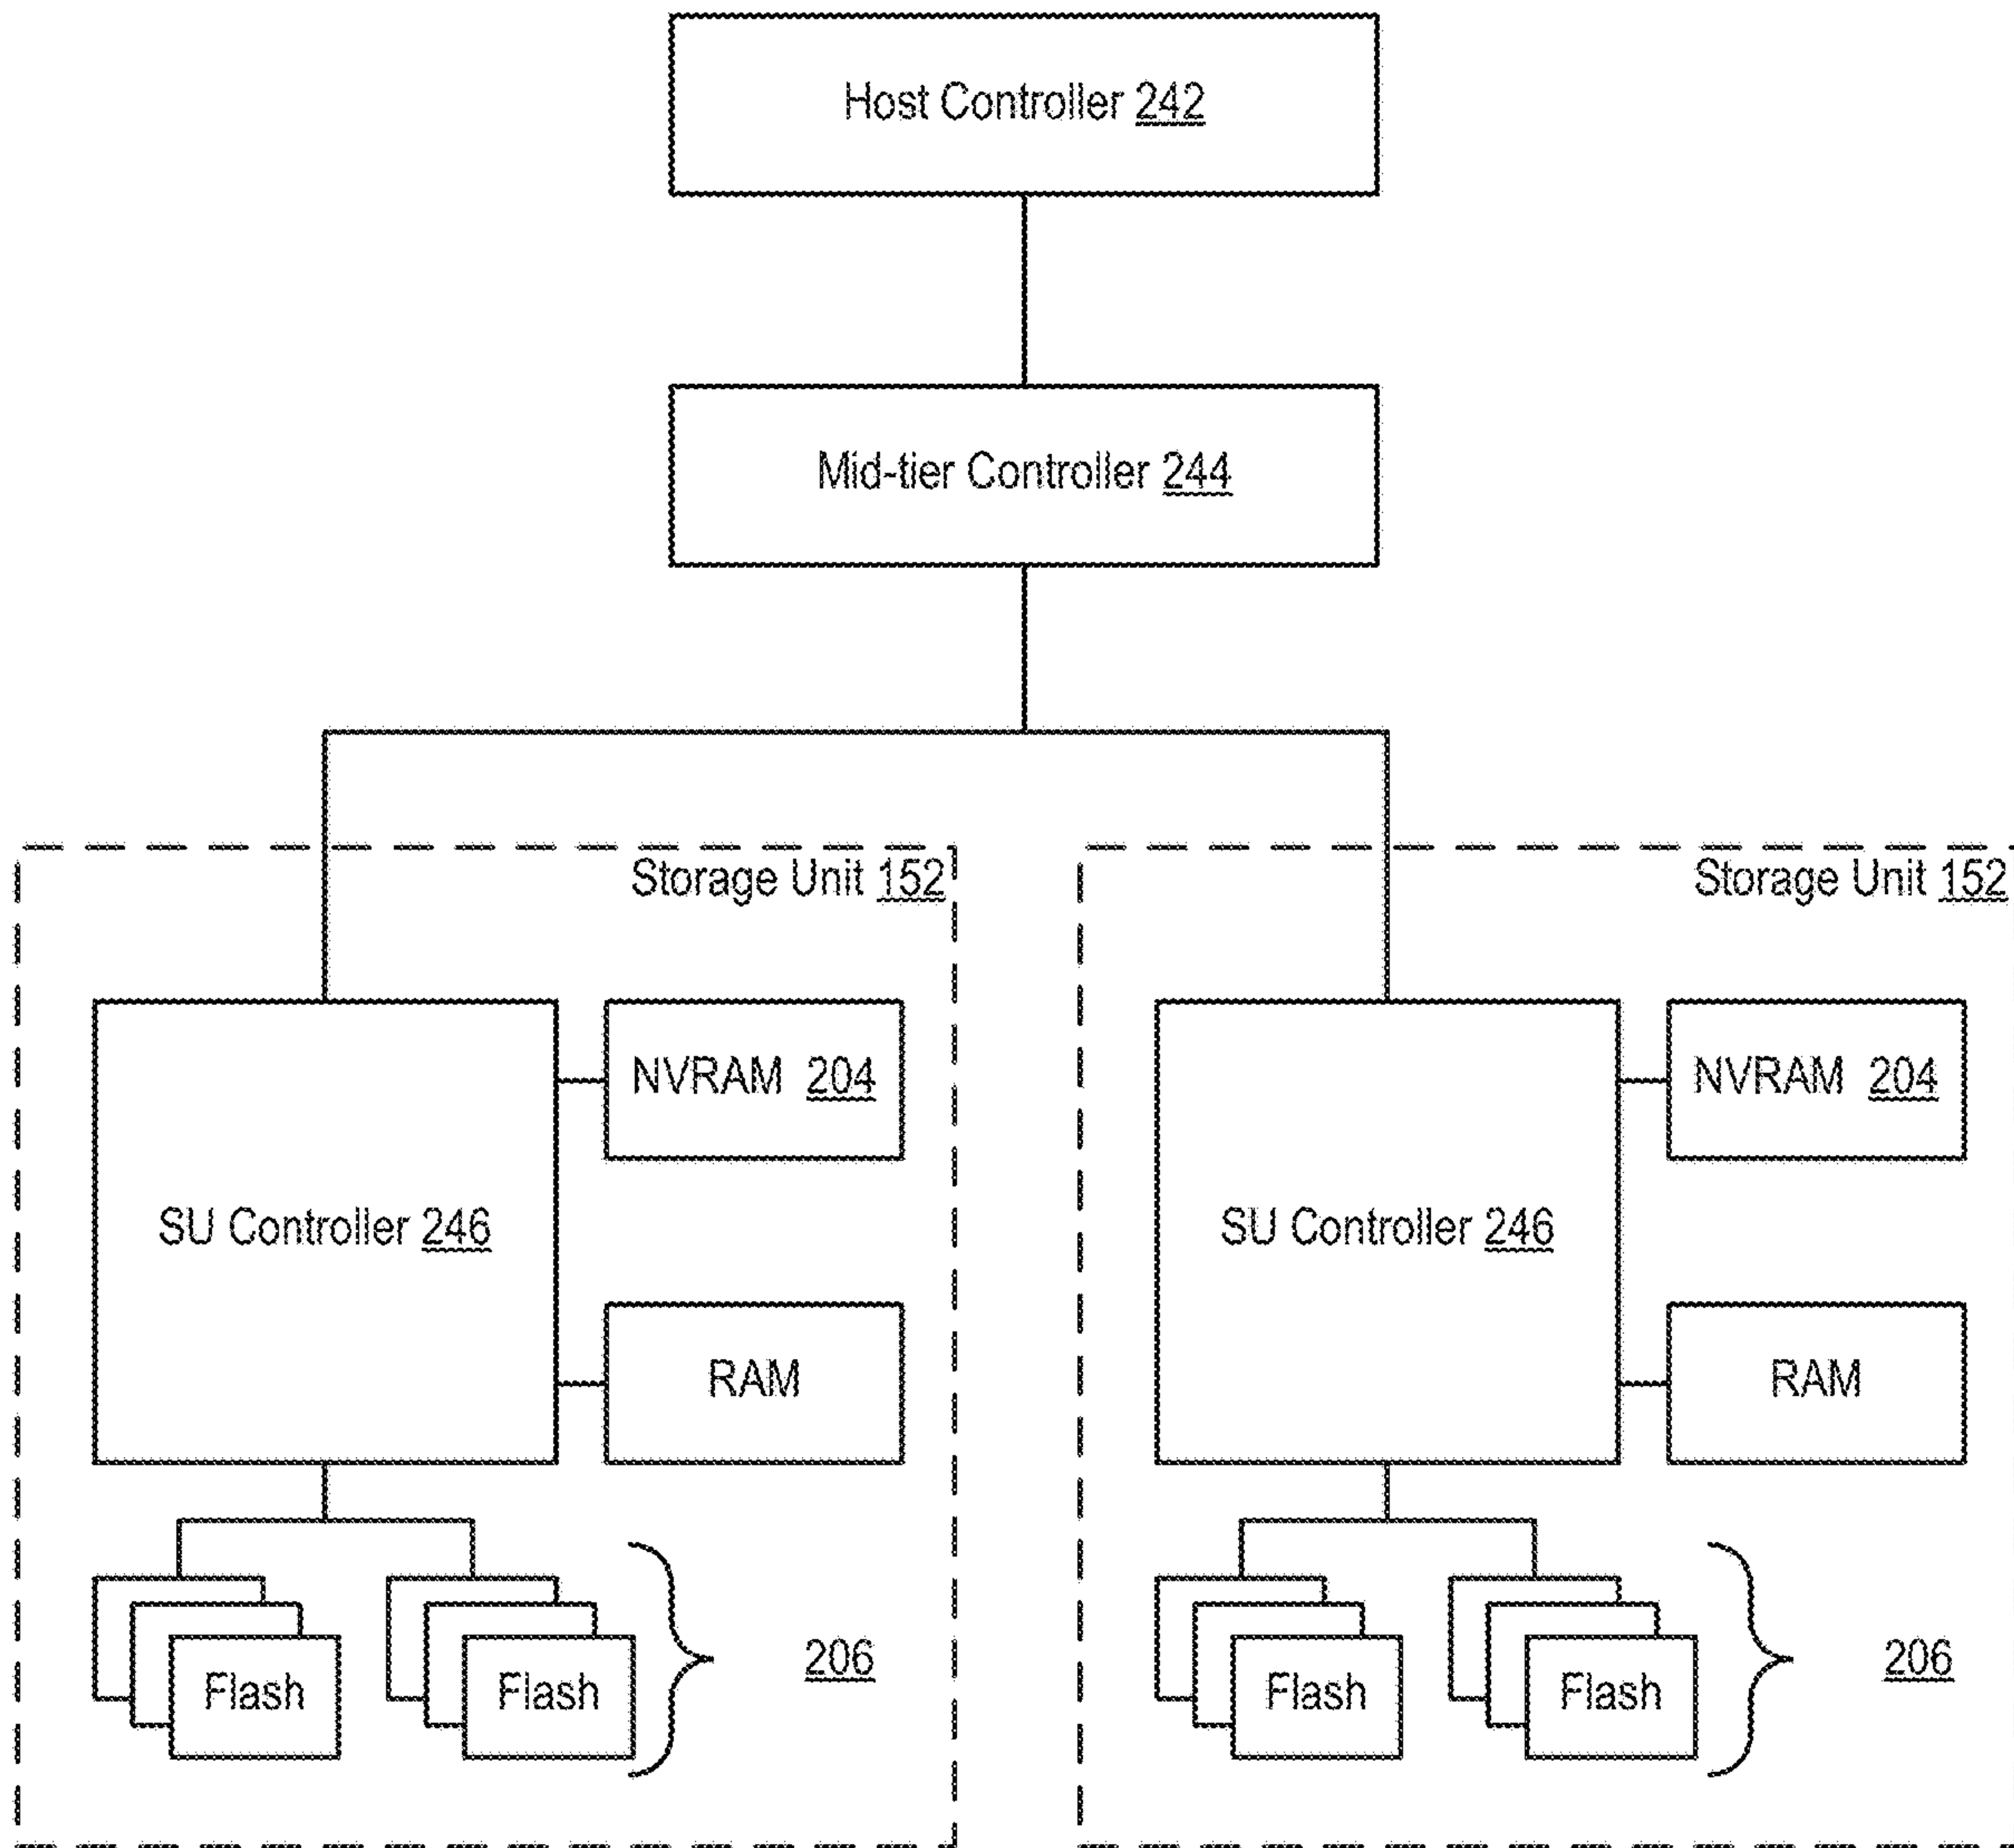 Host Controller 242
Mid-tier Controller 244
Storage Unit 152
SU Controller 246
NVRAM 204
RAM
Flash
Flash
206
Storage Unit 152
SU Controller 246
NVRAM 204
RAM
Flash
Flash
206